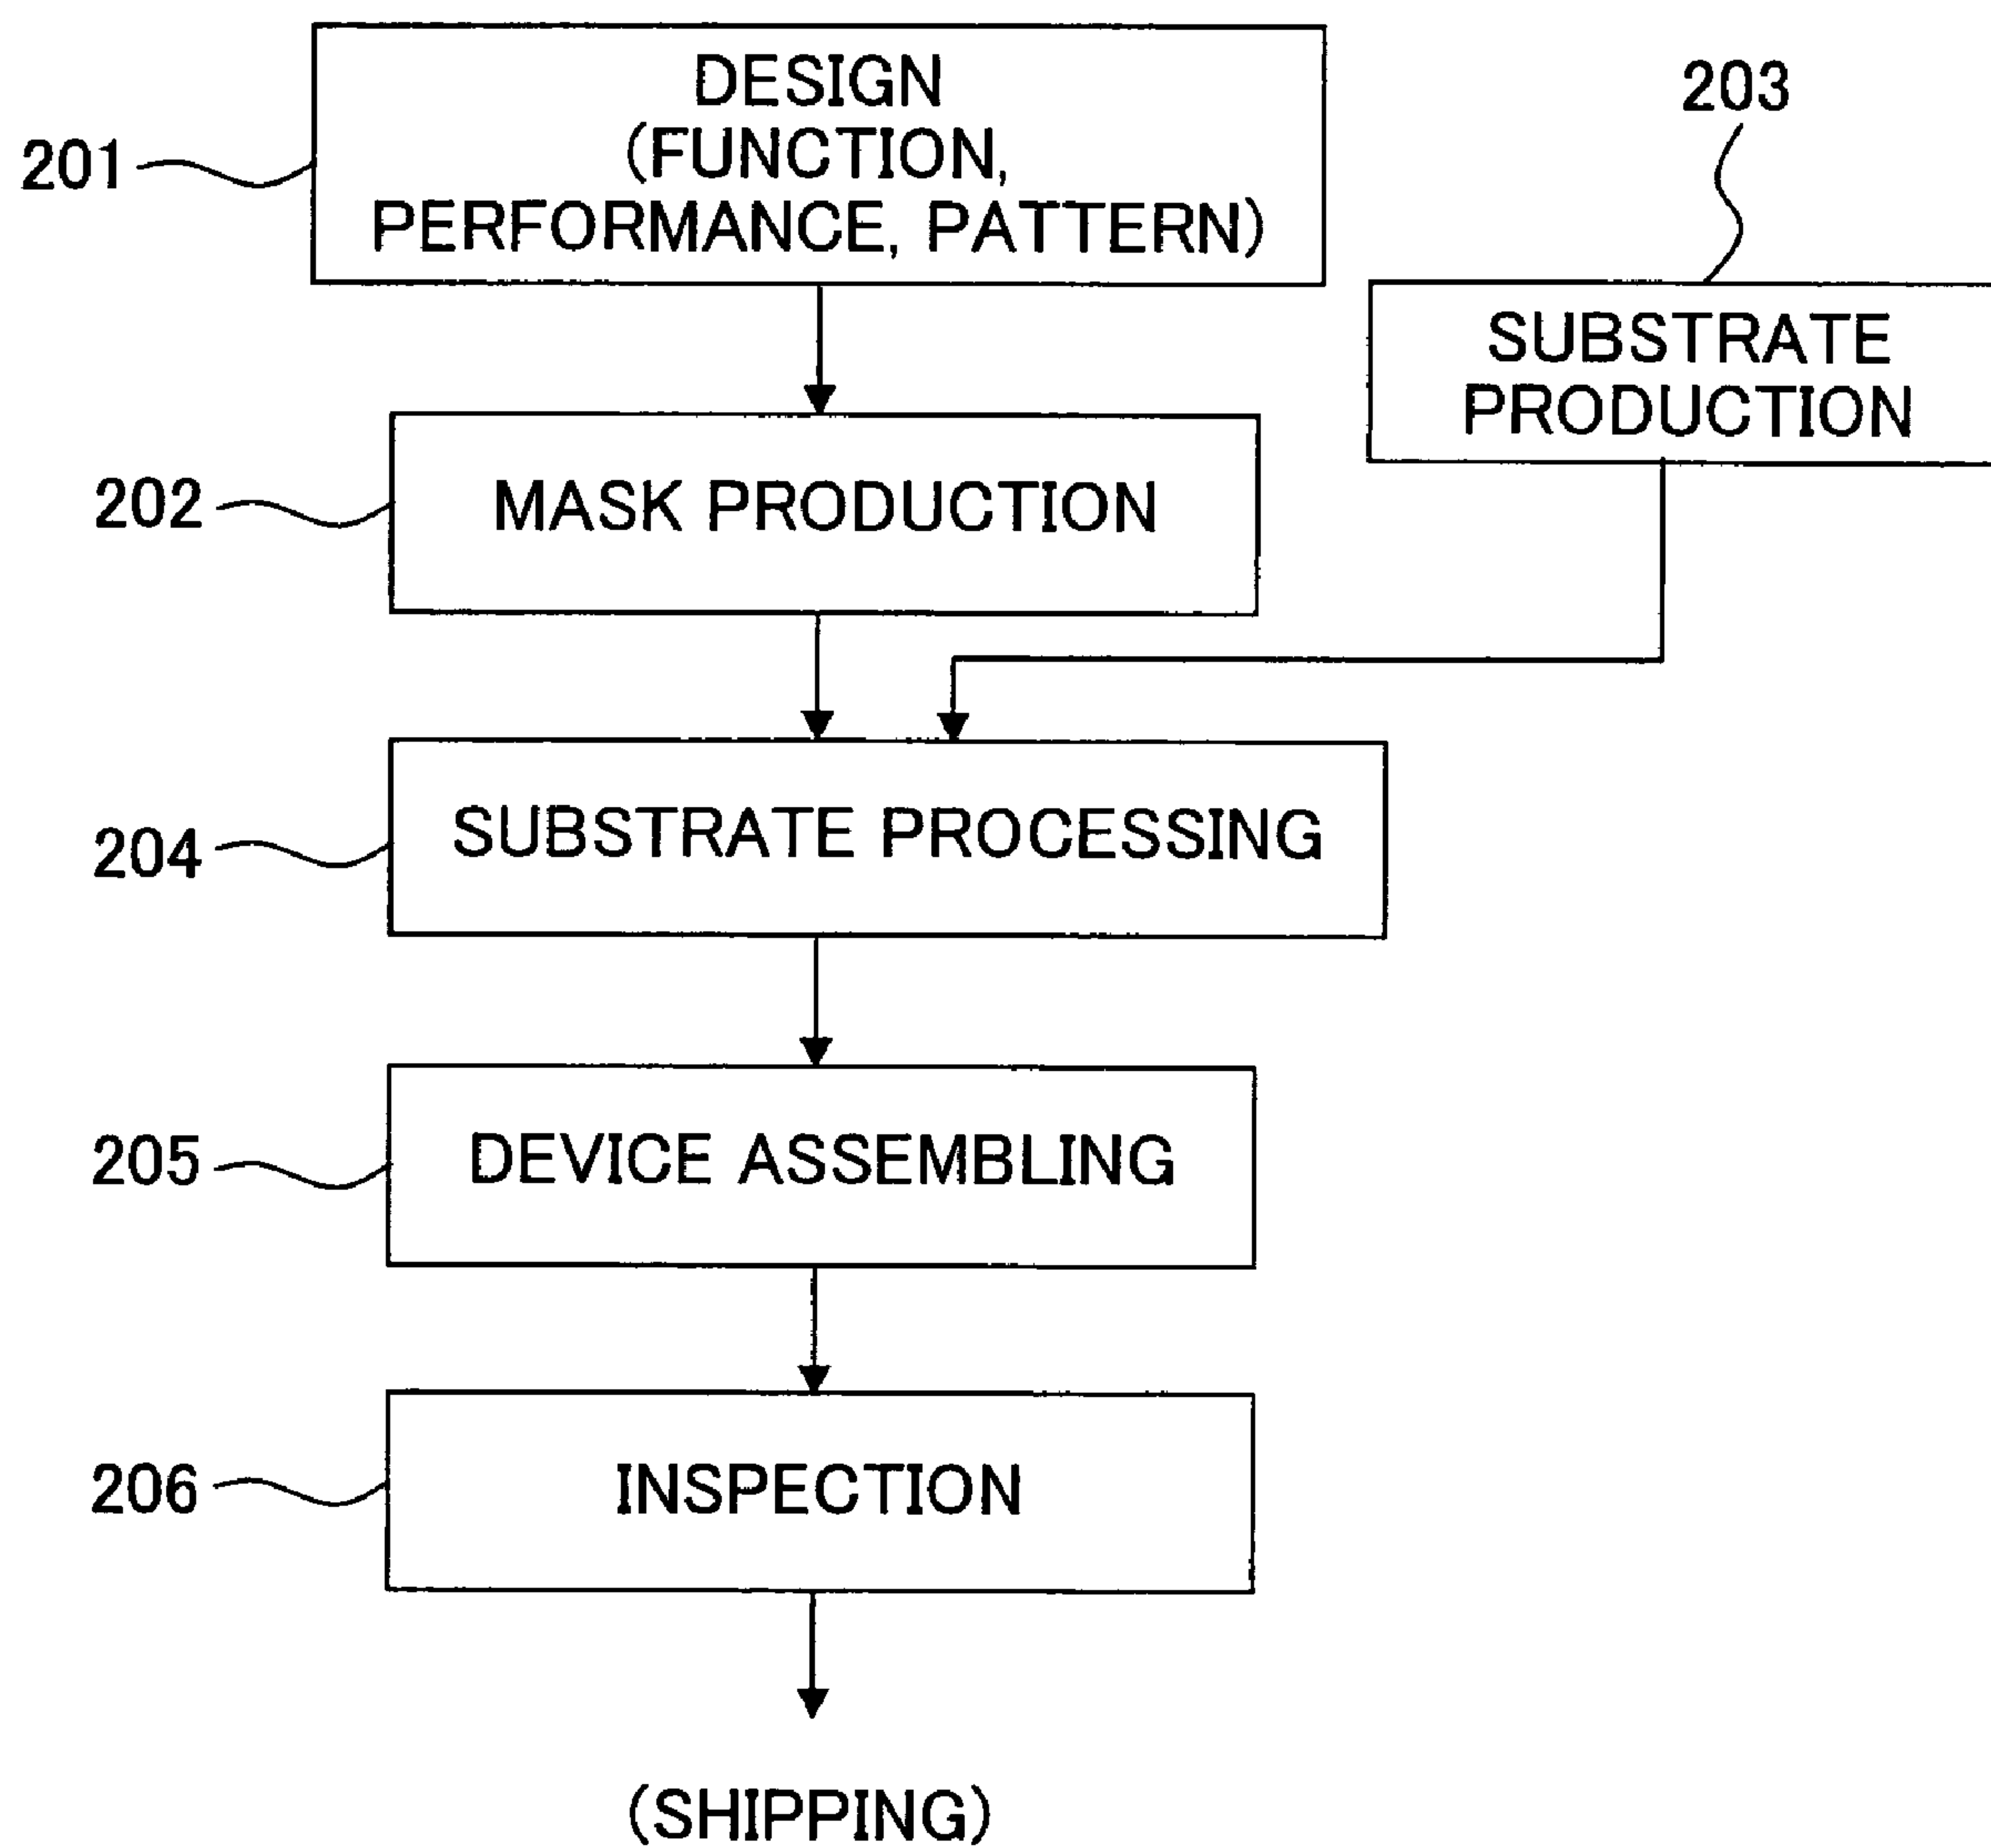 DESIGN
(FUNCTION,
PERFORMANCE, PATTERN)
201
203
SUBSTRATE
PRODUCTION
202
MASK PRODUCTION
204
SUBSTRATE PROCESSING
205
DEVICE ASSEMBLING
206
INSPECTION
(SHIPPING)